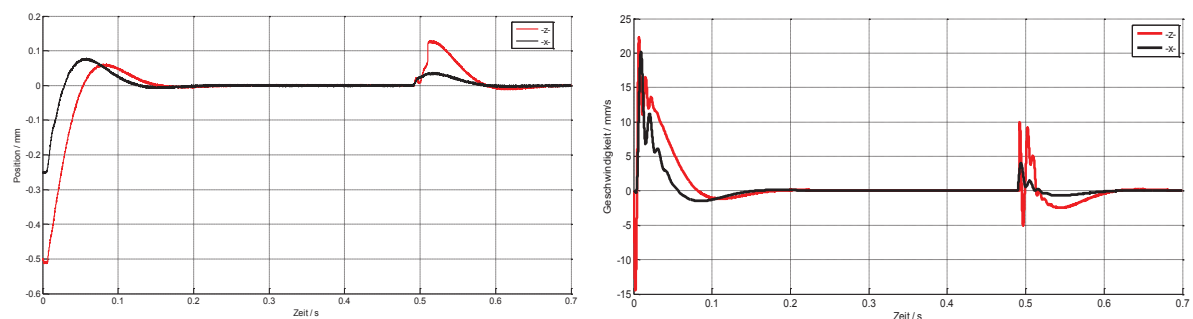 0.2
0.1
0
-0.1
-0.2
-0.3
-0.4
-0.5
-0.6
Position / mm
0 0.1 0.2 0.3 0.4 0.5 0.6 0.7
Zeit / s
-z-
-x-
25
20
15
10
5
0
-5
-10
-15
Geschwindigkeit / mm/s
0 0.1 0.2 0.3 0.4 0.5 0.6 0.7
Zeit / s
-z-
-x-